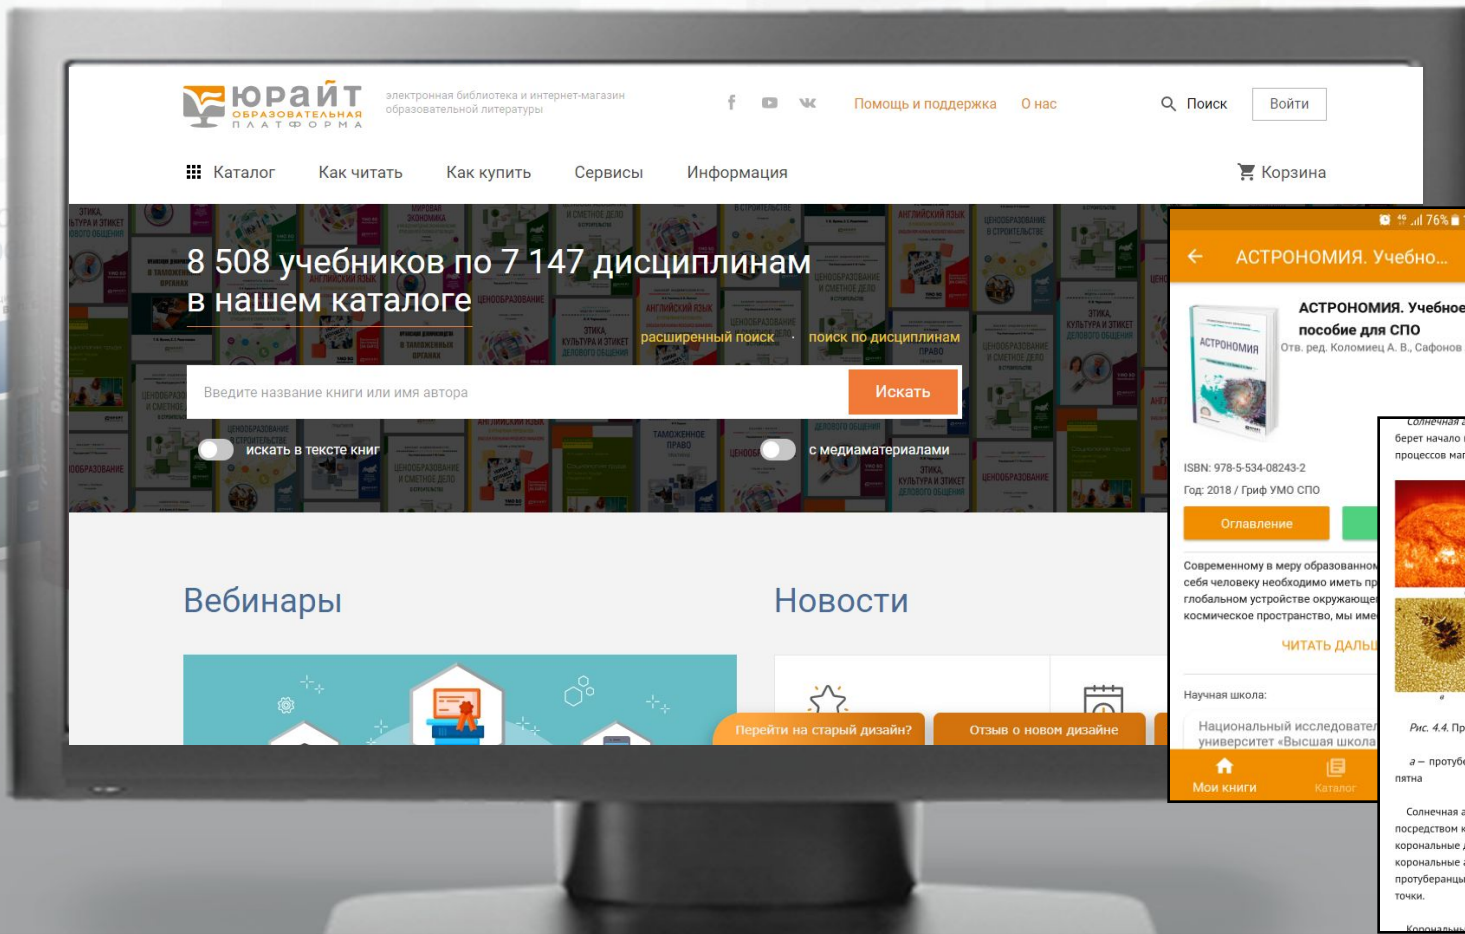 юрайт
ОБРАЗОВАТЕЛЬНАЯ
ПЛАТФОРМА
электронная библиотека и интернет-магазин
образовательной литературы
Помощь и поддержка
О нас
Поиск
Войти
Каталог
Как читать
Как купить
Сервисы
Информация
Корзина
8 508 учебников по 7 147 дисциплинам
в нашем каталоге
расширенный поиск · поиск по дисциплинам
Введите название книги или имя автора
Искать
искать в тексте книг
с медиаматериалами
Вебинары
Новости
Перейти на старый дизайн?
Отзыв о новом дизайне
76%
АСТРОНОМИЯ. Учебно...
АСТРОНОМИЯ
АСТРОНОМИЯ. Учебное
пособие для СПО
Отв. ред. Коломиец А. В., Сафонов
ISBN: 978-5-534-08243-2
Год: 2018 / Гриф УМО СПО
Оглавление
Современному в меру образованном
себя человеку необходимо иметь пр
глобальном устройстве окружающе
космическое пространство, мы име
ЧИТАТЬ ДАЛЬШ
Научная школа:
Национальный исследовател
университет «Высшая школа
Мои книги
Каталог
Солнечная а
берет начало
процессов маг
в
Рис. 4.4. Пр
а — протубе
пятна
Солнечная а
посредством к
корональные
корональные
протуберанцы
точки.
Корональны